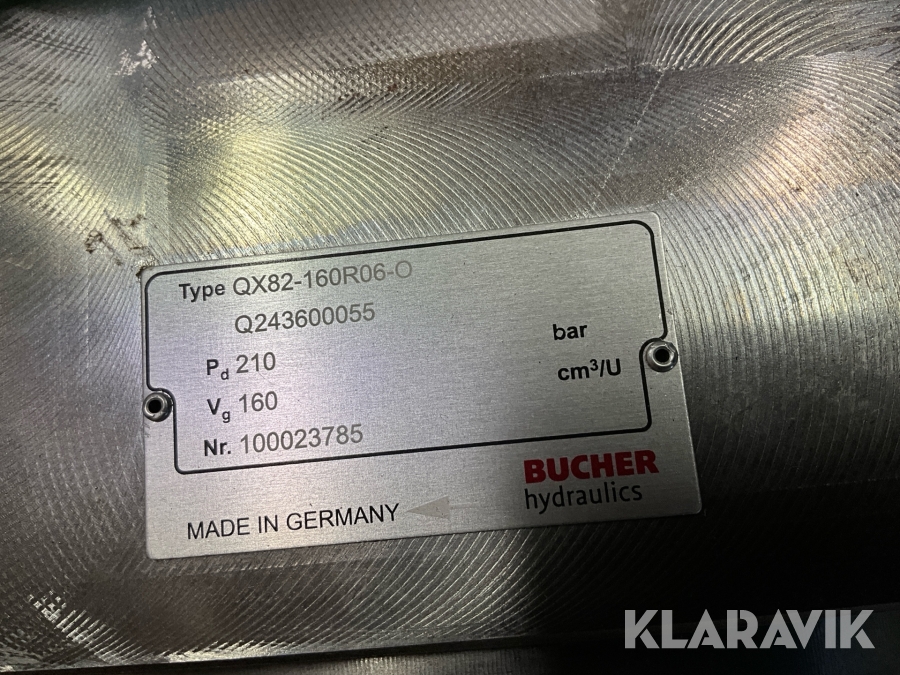 Type QX82-160R06-O
Q243600055
Pd 210 bar
Vg 160 cm³/U
Nr. 100023785
BUCHER
hydraulics
MADE IN GERMANY
KLARAVIK